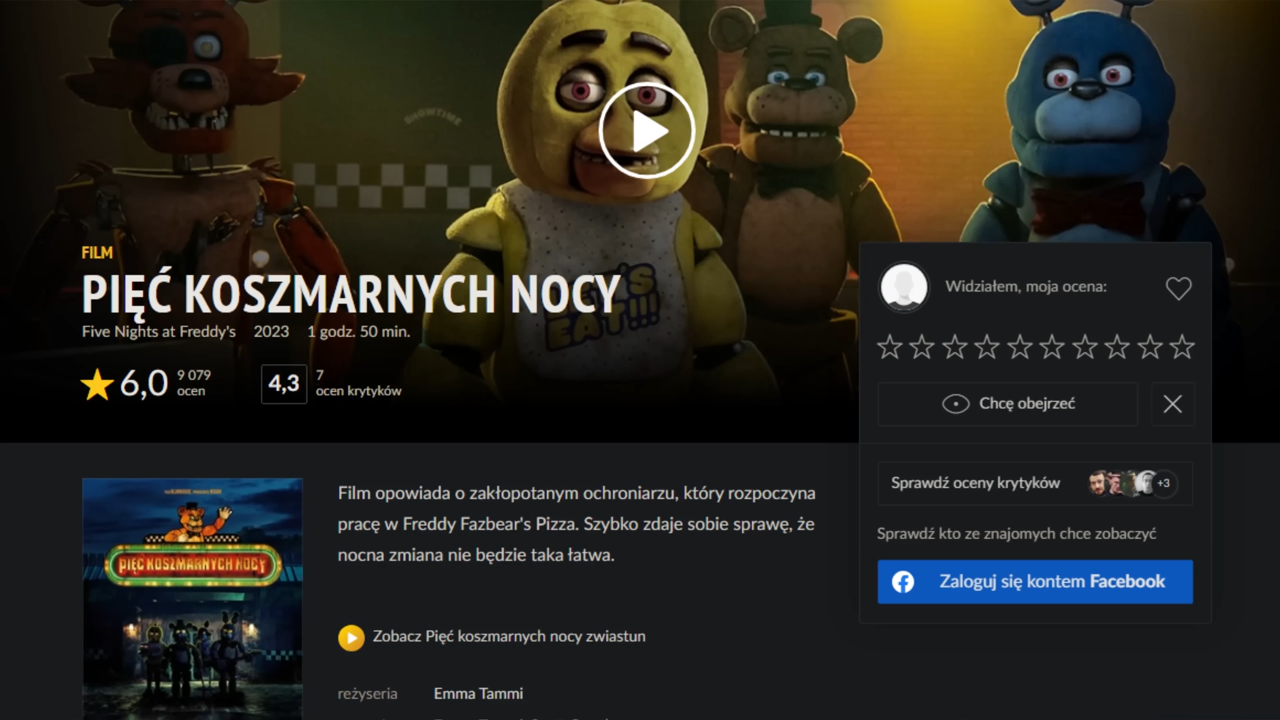 SHOWTIME
LET'S
EAT!!!
FILM
PIĘĆ KOSZMARNYCH NOCY
Five Nights at Freddy's 2023 1 godz. 50 min.
6,0 9 079 ocen
4,3 7 ocen krytyków
Widziałem, moja ocena:
Chcę obejrzeć
Sprawdź oceny krytyków +3
Sprawdź kto ze znajomych chce zobaczyć
Zaloguj się kontem Facebook
PIĘĆ KOSZMARNYCH NOCY
Film opowiada o zakłopotanym ochroniarzu, który rozpoczyna
pracę w Freddy Fazbear's Pizza. Szybko zdaje sobie sprawę, że
nocna zmiana nie będzie taka łatwa.
Zobacz Pięć koszmarnych nocy zwiastun
reżyseria Emma Tammi